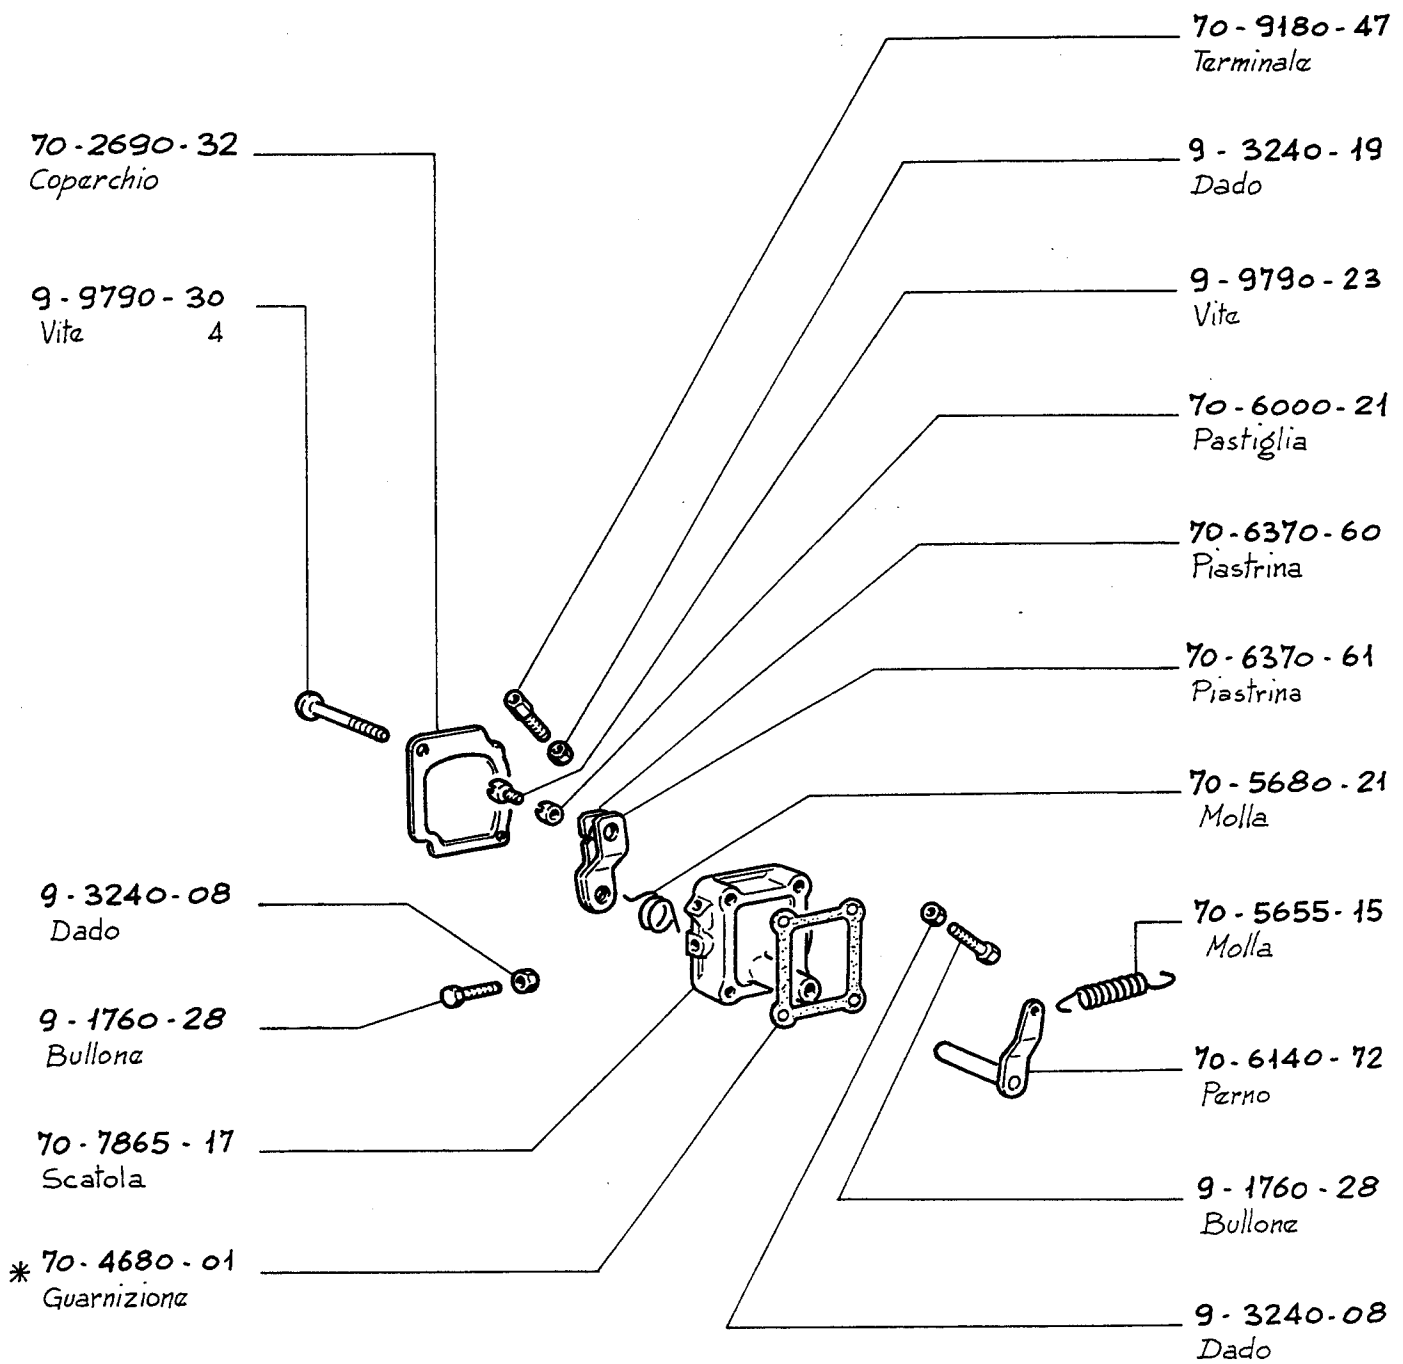 70-2690-32
Coperchio
9-9790-30
Vite 4
9-3240-08
Dado
9-1760-28
Bullone
70-7865-17
Scatola
* 70-4680-01
Guarnizione
70-9180-47
Terminale
9-3240-19
Dado
9-9790-23
Vite
70-6000-21
Pastiglia
70-6370-60
Piastrina
70-6370-61
Piastrina
70-5680-21
Molla
70-5655-15
Molla
70-6140-72
Perno
9-1760-28
Bullone
9-3240-08
Dado